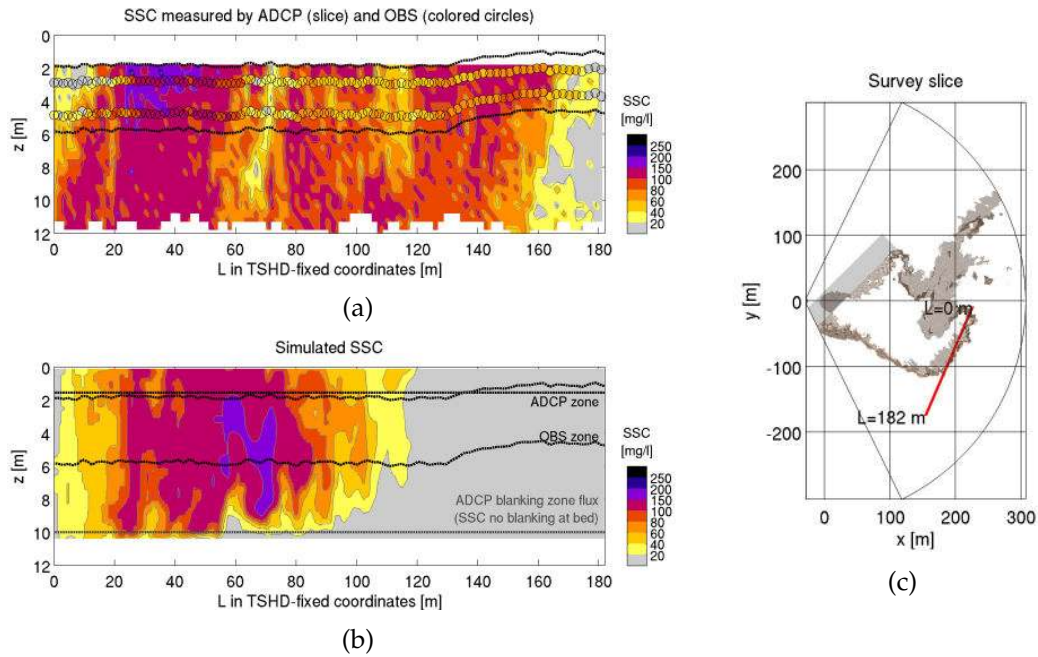 SSC measured by ADCP (slice) and OBS (colored circles)
0
2
4
6
8
10
12
z [m]
0 20 40 60 80 100 120 140 160 180
L in TSHD-fixed coordinates [m]
SSC
[mg/l]
250
200
150
100
80
60
40
20
(a)
Simulated SSC
0
2
4
6
8
10
12
z [m]
ADCP zone
OBS zone
ADCP blanking zone flux
(SSC no blanking at bed)
0 20 40 60 80 100 120 140 160 180
L in TSHD-fixed coordinates [m]
SSC
[mg/l]
250
200
150
100
80
60
40
20
(b)
Survey slice
200
100
0
-100
-200
y [m]
L=0 m
L=182 m
0 100 200 300
x [m]
(c)